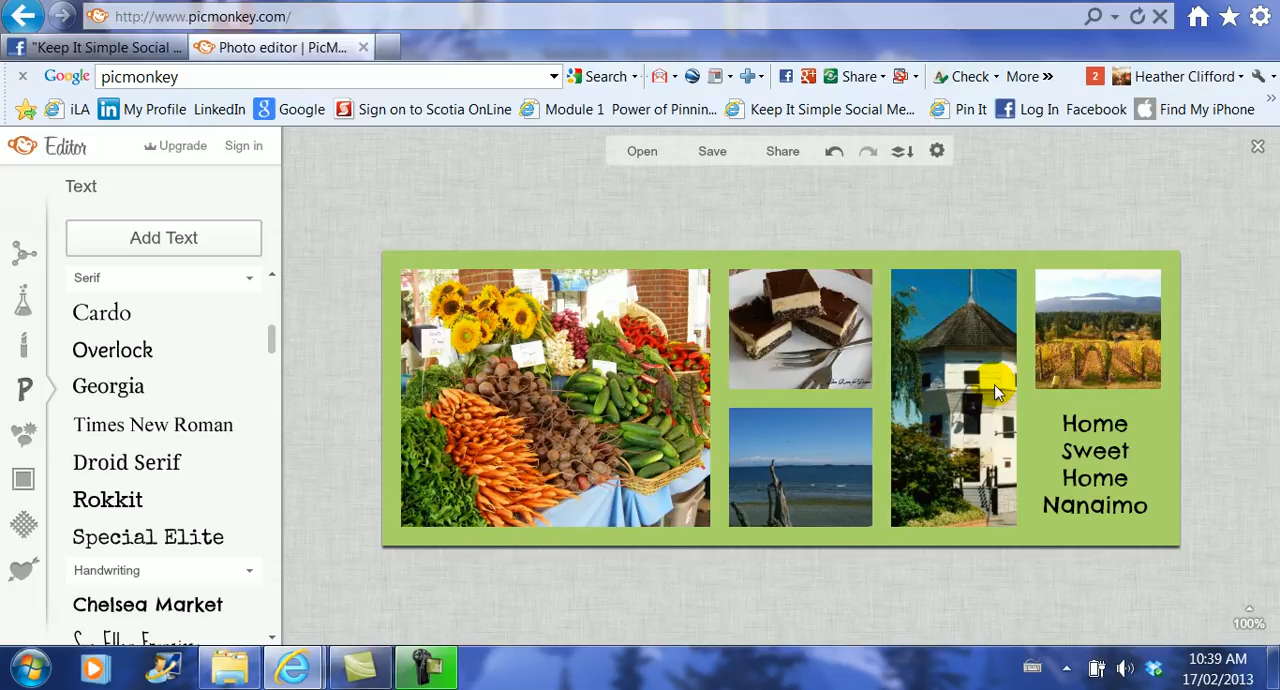 http://www.picmonkey.com/
"Keep It Simple Social ...
Photo editor | PicM...
Google
picmonkey
Search
Share
Check
More »
2
Heather Clifford
iLA
My Profile
LinkedIn
Google
Sign on to Scotia OnLine
Module 1 Power of Pinnin...
Keep It Simple Social Me...
Pin It
Log In
Facebook
Find My iPhone
Editor
Upgrade
Sign in
Open
Save
Share
Text
Add Text
Serif
Cardo
Overlock
Georgia
Times New Roman
Droid Serif
Rokkit
Special Elite
Handwriting
Chelsea Market
Home
Sweet
Home
Nanaimo
100%
10:39 AM
17/02/2013